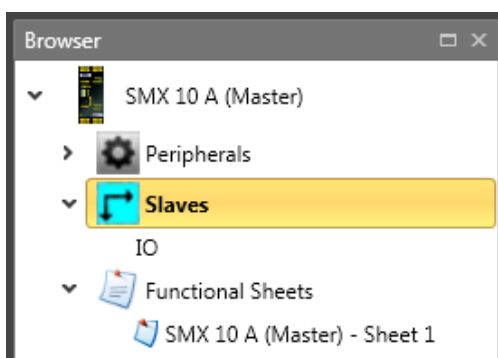 Browser
SMX 10 A (Master)
Peripherals
Slaves
IO
Functional Sheets
SMX 10 A (Master) - Sheet 1